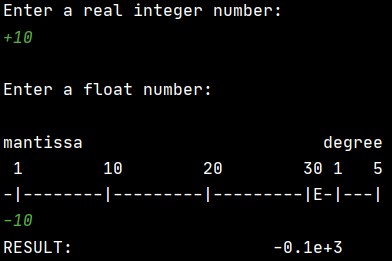 Enter a real integer number:
+10
Enter a float number:
mantissa                        degree
 1        10        20        30 1   5
-|--------|---------|---------|E-|---|
-10
RESULT:                    -0.1e+3